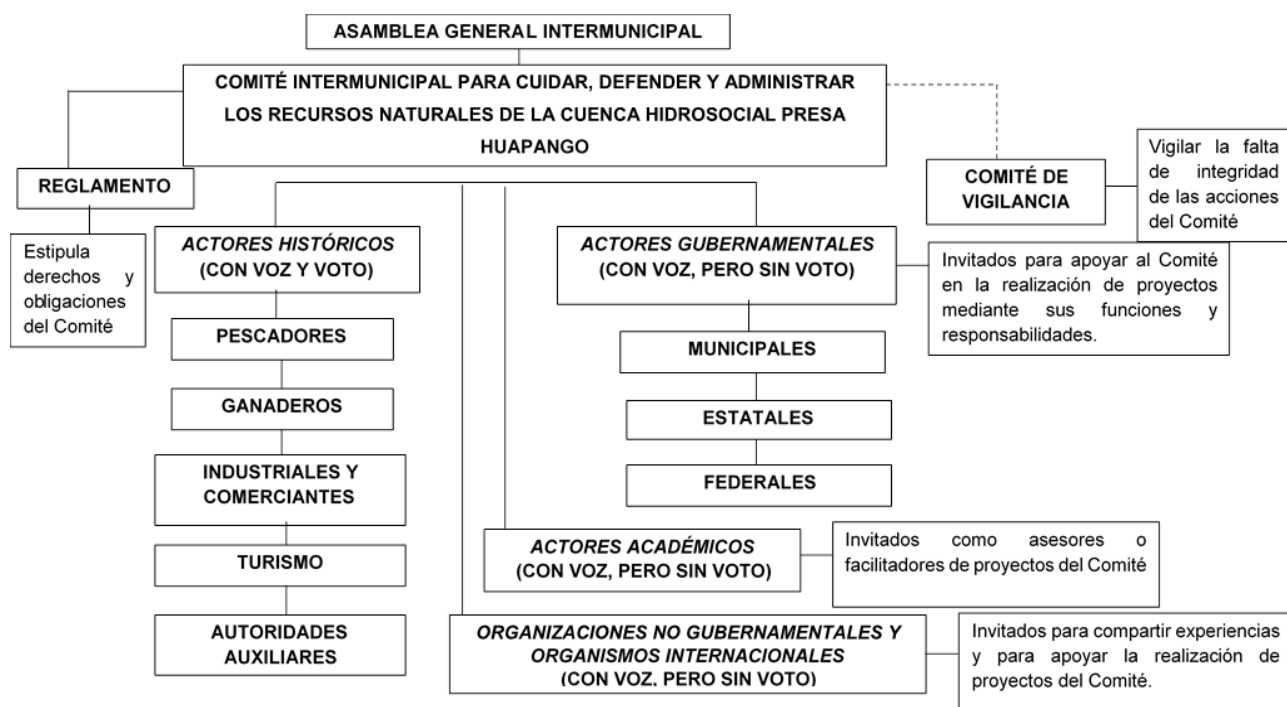 ASAMBLEA GENERAL INTERMUNICIPAL
COMITÉ INTERMUNICIPAL PARA CUIDAR, DEFENDER Y ADMINISTRAR
LOS RECURSOS NATURALES DE LA CUENCA HIDROSOCIAL PRESA
HUAPANGO
REGLAMENTO
Estipula
derechos y
obligaciones
del Comité
COMITÉ DE
VIGILANCIA
Vigilar la falta
de integridad
de las acciones
del Comité
ACTORES HISTÓRICOS
(CON VOZ Y VOTO)
PESCADORES
GANADEROS
INDUSTRIALES Y
COMERCIANTES
TURISMO
AUTORIDADES
AUXILIARES
ACTORES GUBERNAMENTALES
(CON VOZ, PERO SIN VOTO)
Invitados para apoyar al Comité
en la realización de proyectos
mediante sus funciones y
responsabilidades.
MUNICIPALES
ESTATALES
FEDERALES
ACTORES ACADÉMICOS
(CON VOZ, PERO SIN VOTO)
Invitados como asesores o
facilitadores de proyectos del Comité
ORGANIZACIONES NO GUBERNAMENTALES Y
ORGANISMOS INTERNACIONALES
(CON VOZ, PERO SIN VOTO)
Invitados para compartir experiencias
y para apoyar la realización de
proyectos del Comité.